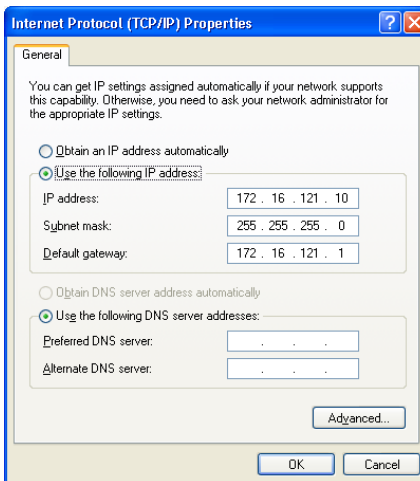 Internet Protocol (TCP/IP) Properties
General
You can get IP settings assigned automatically if your network supports
this capability. Otherwise, you need to ask your network administrator for
the appropriate IP settings.
Obtain an IP address automatically
Use the following IP address:
IP address: 172 . 16 . 121 . 10
Subnet mask: 255 . 255 . 255 . 0
Default gateway: 172 . 16 . 121 . 1
Obtain DNS server address automatically
Use the following DNS server addresses:
Preferred DNS server: . . .
Alternate DNS server: . . .
Advanced...
OK Cancel